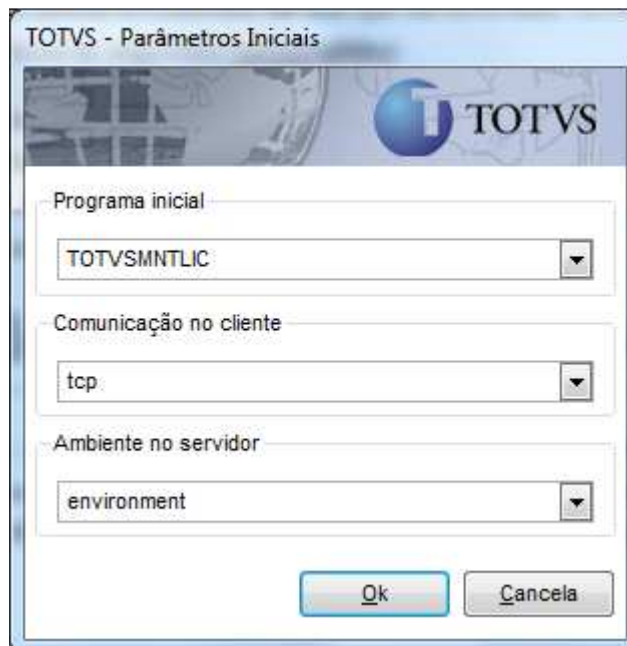 TOTVS - Parâmetros Iniciais
TOTVS
Programa inicial
TOTVSMNTLIC
Comunicação no cliente
tcp
Ambiente no servidor
environment
Ok
Cancela